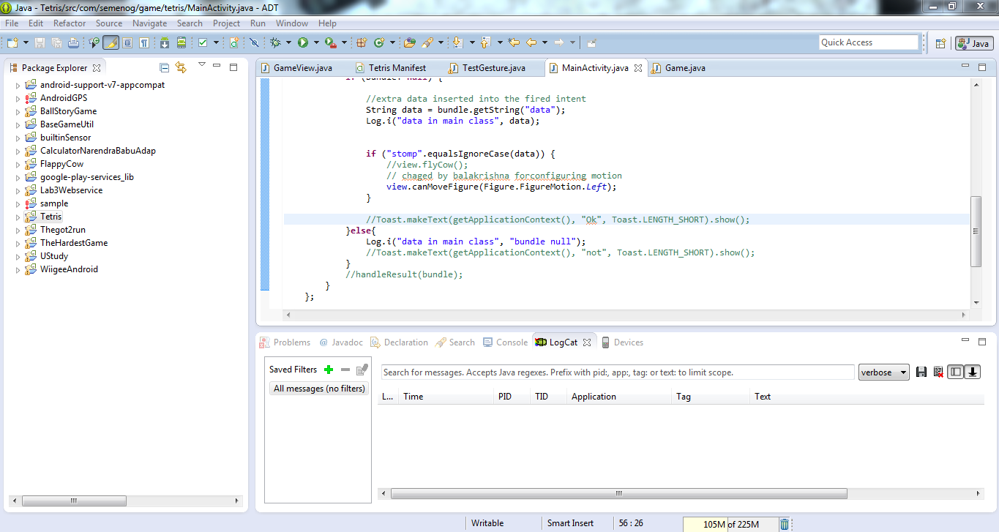 Java - Tetris/src/com/semenog/game/tetris/MainActivity.java - ADT
File Edit Refactor Source Navigate Search Project Run Window Help
Quick Access
Java
Package Explorer
android-support-v7-appcompat
AndroidGPS
BallStoryGame
BaseGameUtil
builtinSensor
CalculatorNarendraBabuAdap
FlappyCow
google-play-services_lib
Lab3Webservice
sample
Tetris
Thegot2run
TheHardestGame
UStudy
WiigeeAndroid
GameView.java Tetris Manifest TestGesture.java MainActivity.java Game.java
//extra data inserted into the fired intent
String data = bundle.getString("data");
Log.i("data in main class", data);
if ("stomp".equalsIgnoreCase(data)) {
//view.flyCow();
// chaged by balakrishna forconfiguring motion
view.canMoveFigure(Figure.FigureMotion.Left);
}
//Toast.makeText(getApplicationContext(), "Ok", Toast.LENGTH_SHORT).show();
}else{
Log.i("data in main class", "bundle null");
//Toast.makeText(getApplicationContext(), "not", Toast.LENGTH_SHORT).show();
}
//handleResult(bundle);
}
};
Problems @ Javadoc Declaration Search Console LogCat Devices
Saved Filters
All messages (no filters)
Search for messages. Accepts Java regexes. Prefix with pid:, app:, tag: or text: to limit scope.
verbose
L... Time PID TID Application Tag Text
Writable Smart Insert 56 : 26 105M of 225M